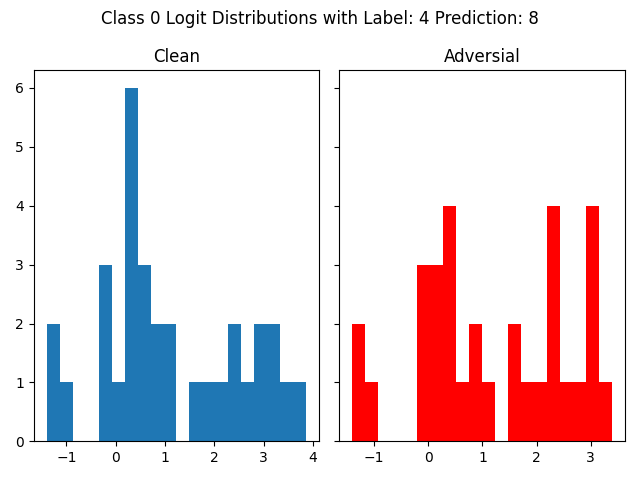 Class 0 Logit Distributions with Label: 4 Prediction: 8
Clean
Adversial
6
5
4
3
2
1
0
−1 0 1 2 3 4
−1 0 1 2 3